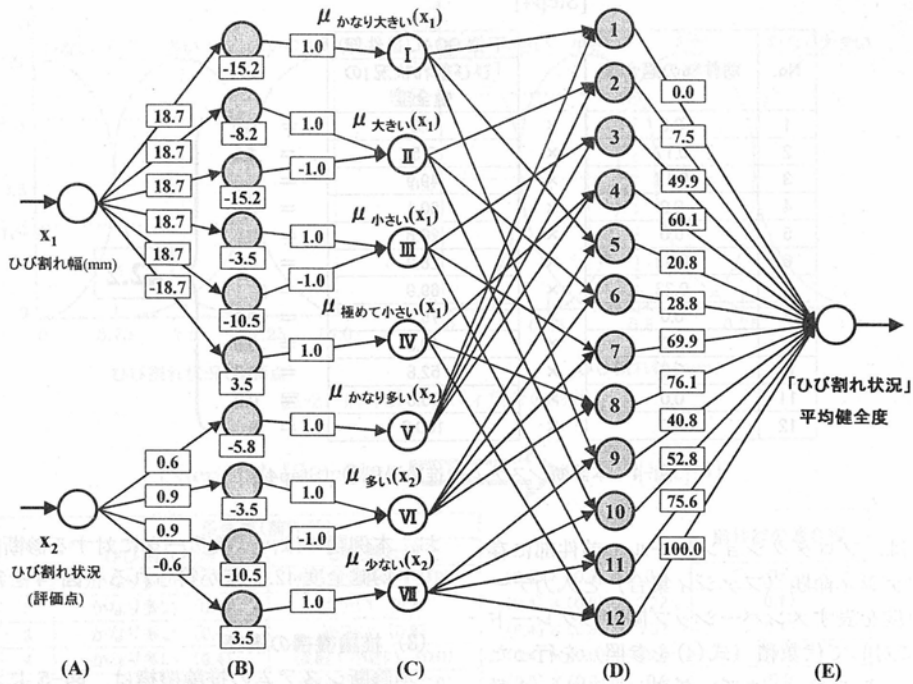 μ かなり大きい(x₁)
1.0
I
-15.2
18.7
1.0
μ 大きい(x₁)
-8.2
18.7
II
18.7
-1.0
-15.2
x₁
ひび割れ幅(mm)
18.7
1.0
μ 小さい(x₁)
-3.5
18.7
III
-1.0
-10.5
-18.7
μ 極めて小さい(x₁)
1.0
IV
3.5
μ かなり多い(x₂)
1.0
V
-5.8
0.6
μ 多い(x₂)
0.9
1.0
VI
-3.5
0.9
-1.0
-10.5
x₂
ひび割れ状況
(評価点)
-0.6
μ 少ない(x₂)
1.0
VII
3.5
1
2
3
4
5
6
7
8
9
10
11
12
0.0
7.5
49.9
60.1
20.8
28.8
69.9
76.1
40.8
52.8
75.6
100.0
「ひび割れ状況」
平均健全度
(A)
(B)
(C)
(D)
(E)